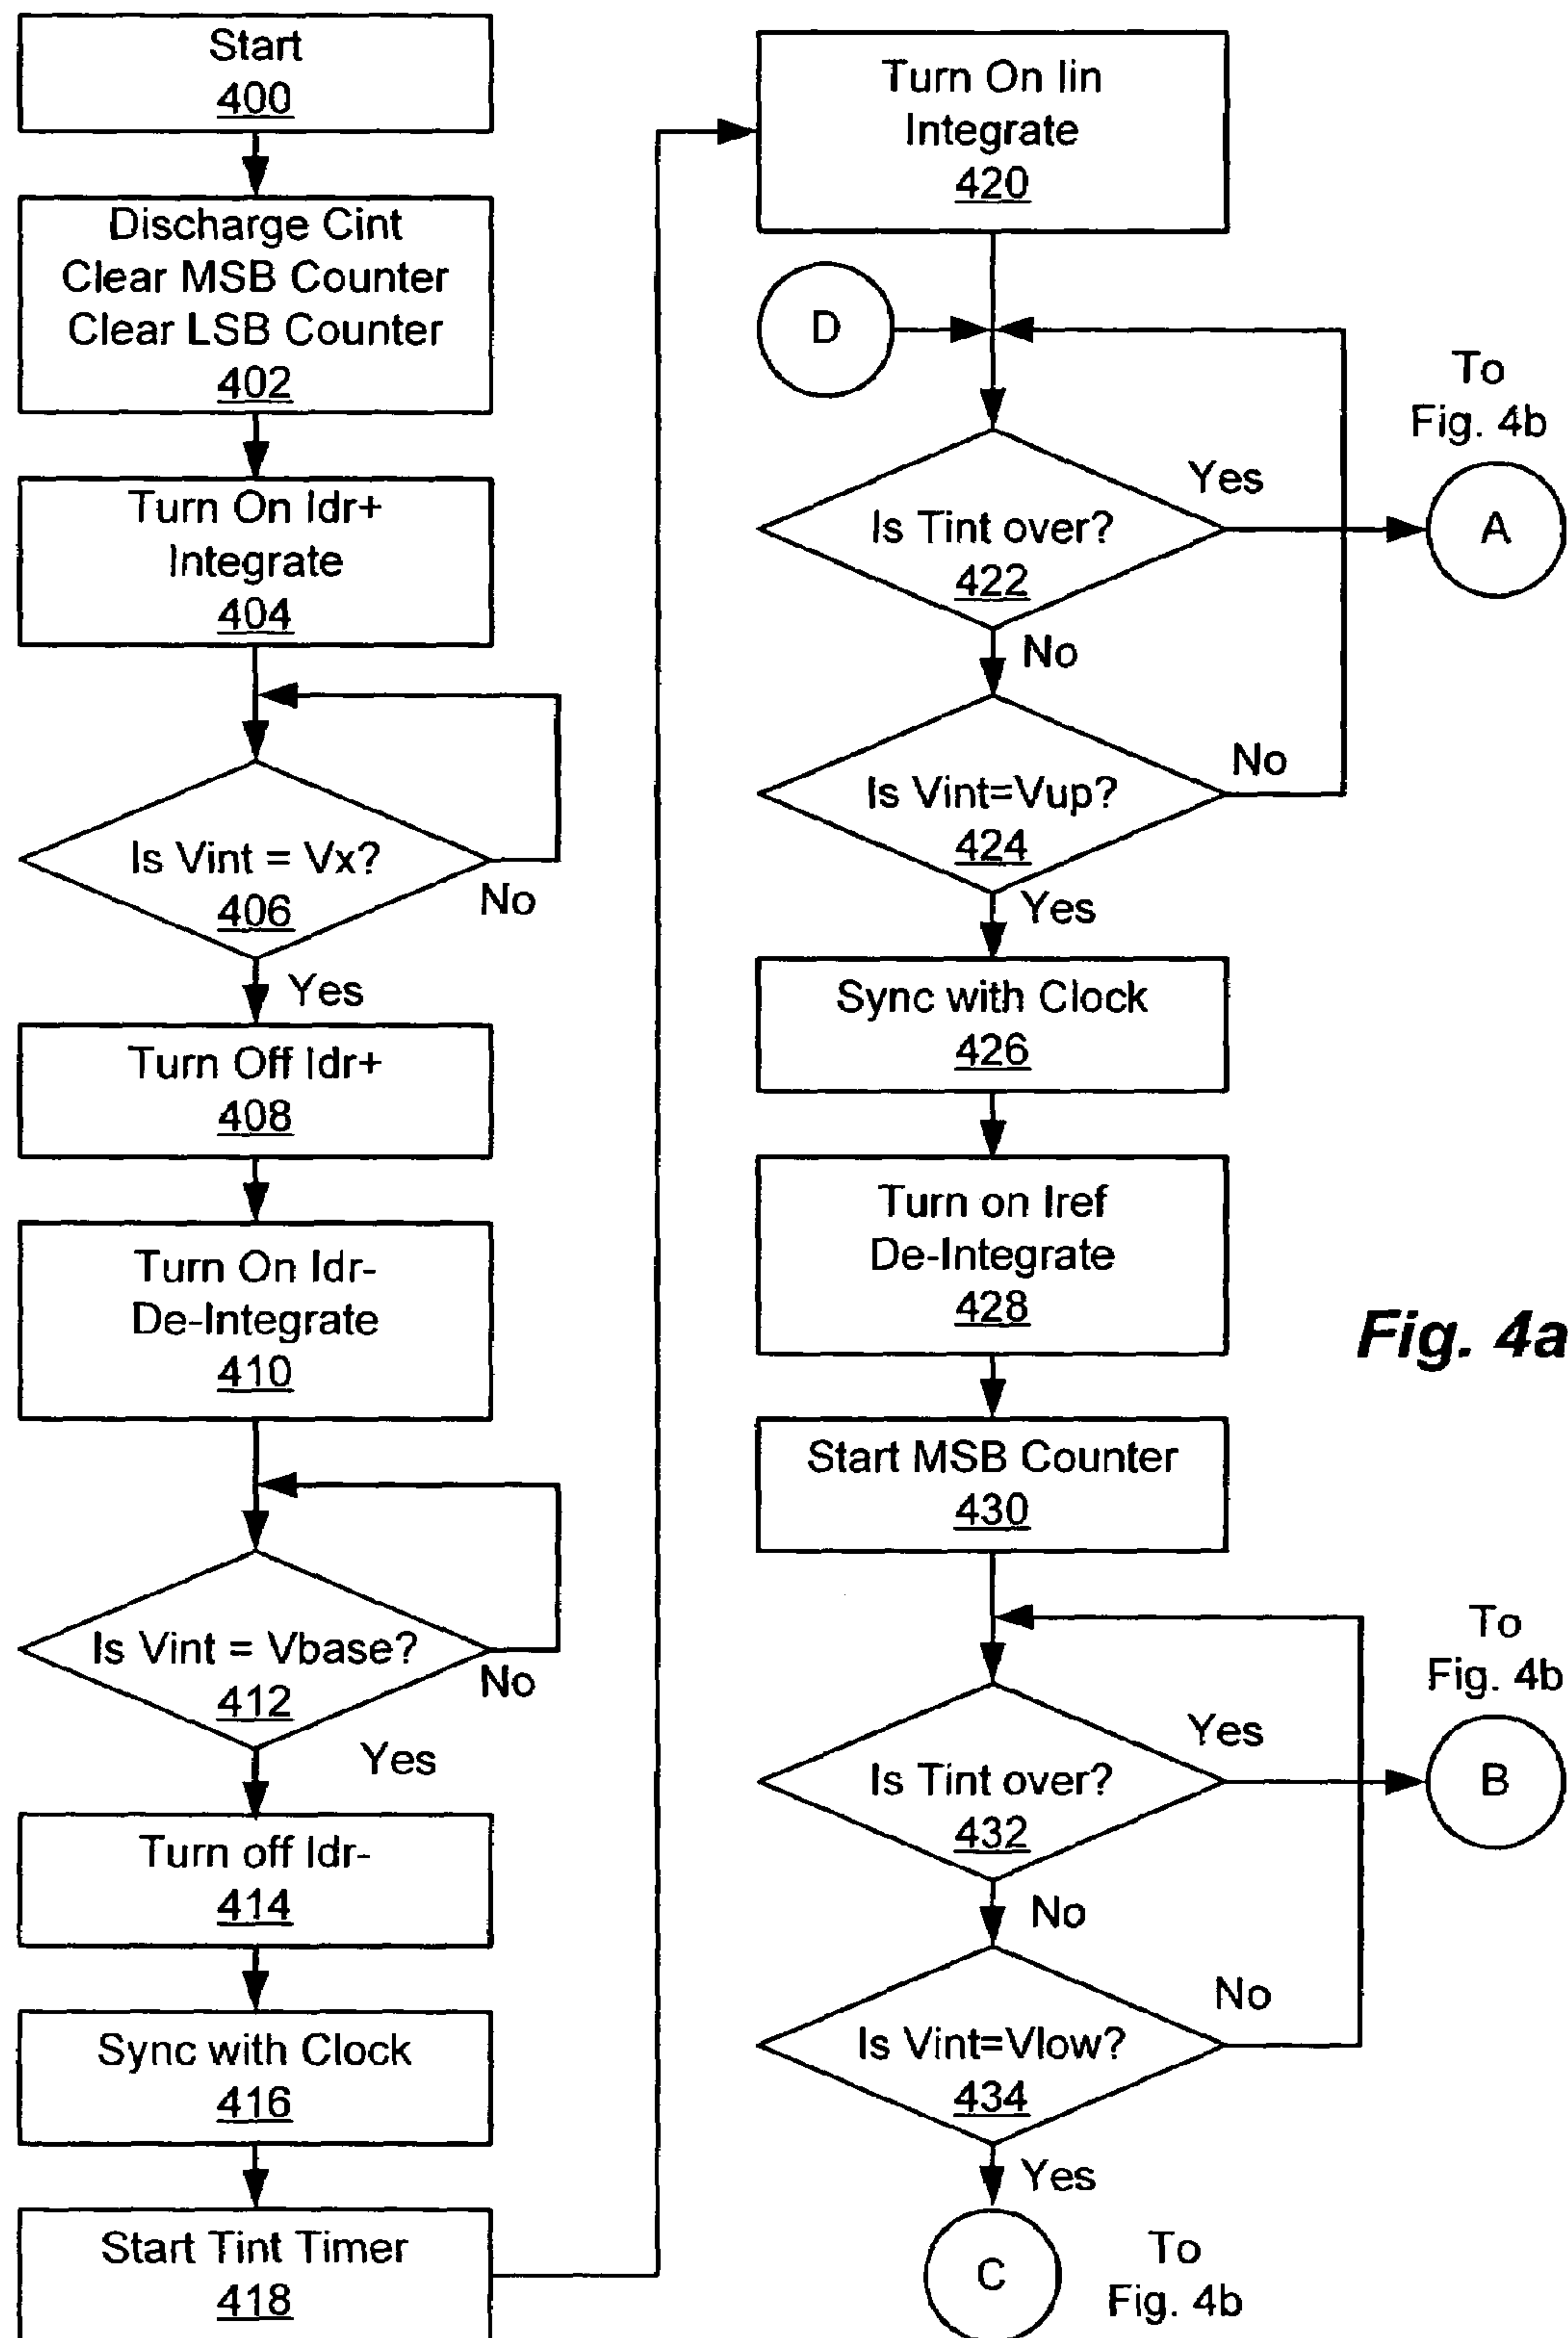 Start
400
Discharge Cint
Clear MSB Counter
Clear LSB Counter
402
Turn On Idr+
Integrate
404
Is Vint = Vx?
406
No
Yes
Turn Off Idr+
408
Turn On Idr-
De-Integrate
410
Is Vint = Vbase?
412
No
Yes
Turn off Idr-
414
Sync with Clock
416
Start Tint Timer
418
Turn On Iin
Integrate
420
D
To
Fig. 4b
Is Tint over?
422
Yes
A
No
Is Vint=Vup?
424
No
Yes
Sync with Clock
426
Turn on Iref
De-Integrate
428
Fig. 4a
Start MSB Counter
430
To
Fig. 4b
Is Tint over?
432
Yes
B
No
Is Vint=Vlow?
434
No
Yes
C
To
Fig. 4b